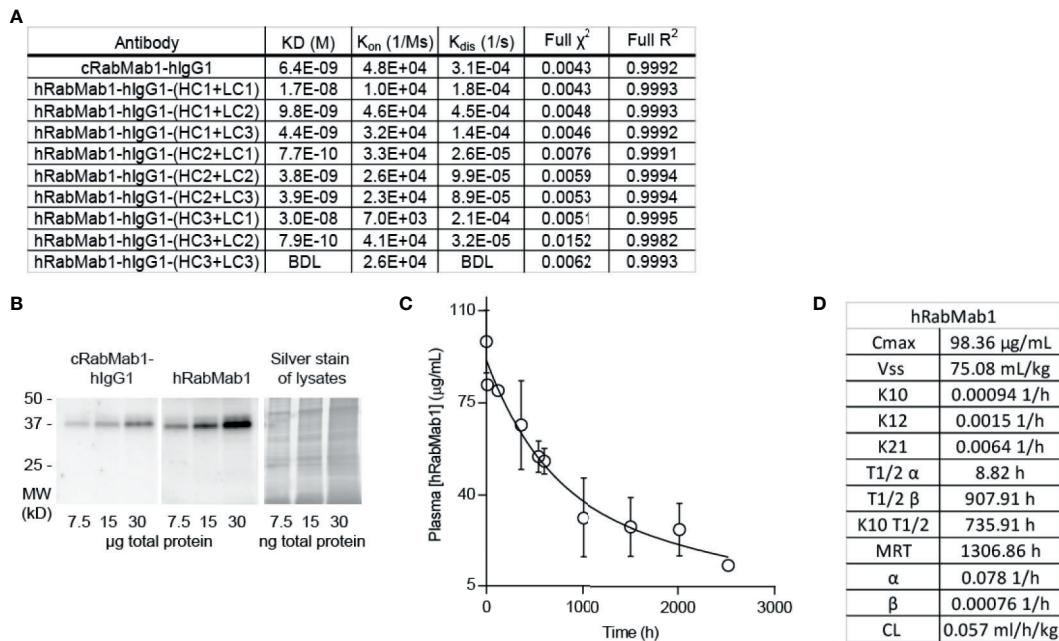 A
Antibody KD (M) Kon (1/Ms) Kdis (1/s) Full χ² Full R²
cRabMab1-hIgG1 6.4E-09 4.8E+04 3.1E-04 0.0043 0.9992
hRabMab1-hIgG1-(HC1+LC1) 1.7E-08 1.0E+04 1.8E-04 0.0043 0.9993
hRabMab1-hIgG1-(HC1+LC2) 9.8E-09 4.6E+04 4.5E-04 0.0048 0.9993
hRabMab1-hIgG1-(HC1+LC3) 4.4E-09 3.2E+04 1.4E-04 0.0046 0.9992
hRabMab1-hIgG1-(HC2+LC1) 7.7E-10 3.3E+04 2.6E-05 0.0076 0.9991
hRabMab1-hIgG1-(HC2+LC2) 3.8E-09 2.6E+04 9.9E-05 0.0059 0.9994
hRabMab1-hIgG1-(HC2+LC3) 3.9E-09 2.3E+04 8.9E-05 0.0053 0.9994
hRabMab1-hIgG1-(HC3+LC1) 3.0E-08 7.0E+03 2.1E-04 0.0051 0.9995
hRabMab1-hIgG1-(HC3+LC2) 7.9E-10 4.1E+04 3.2E-05 0.0152 0.9982
hRabMab1-hIgG1-(HC3+LC3) BDL 2.6E+04 BDL 0.0062 0.9993
B
cRabMab1-
hIgG1
hRabMab1
Silver stain
of lysates
50 -
37 -
25 -
MW
(kD)
7.5 15 30 7.5 15 30 7.5 15 30
µg total protein ng total protein
C
Plasma [hRabMab1] (µg/mL)
110
75
40
5
0 1000 2000 3000
Time (h)
D
hRabMab1
Cmax 98.36 µg/mL
Vss 75.08 mL/kg
K10 0.00094 1/h
K12 0.0015 1/h
K21 0.0064 1/h
T1/2 α 8.82 h
T1/2 β 907.91 h
K10 T1/2 735.91 h
MRT 1306.86 h
α 0.078 1/h
β 0.00076 1/h
CL 0.057 ml/h/kg